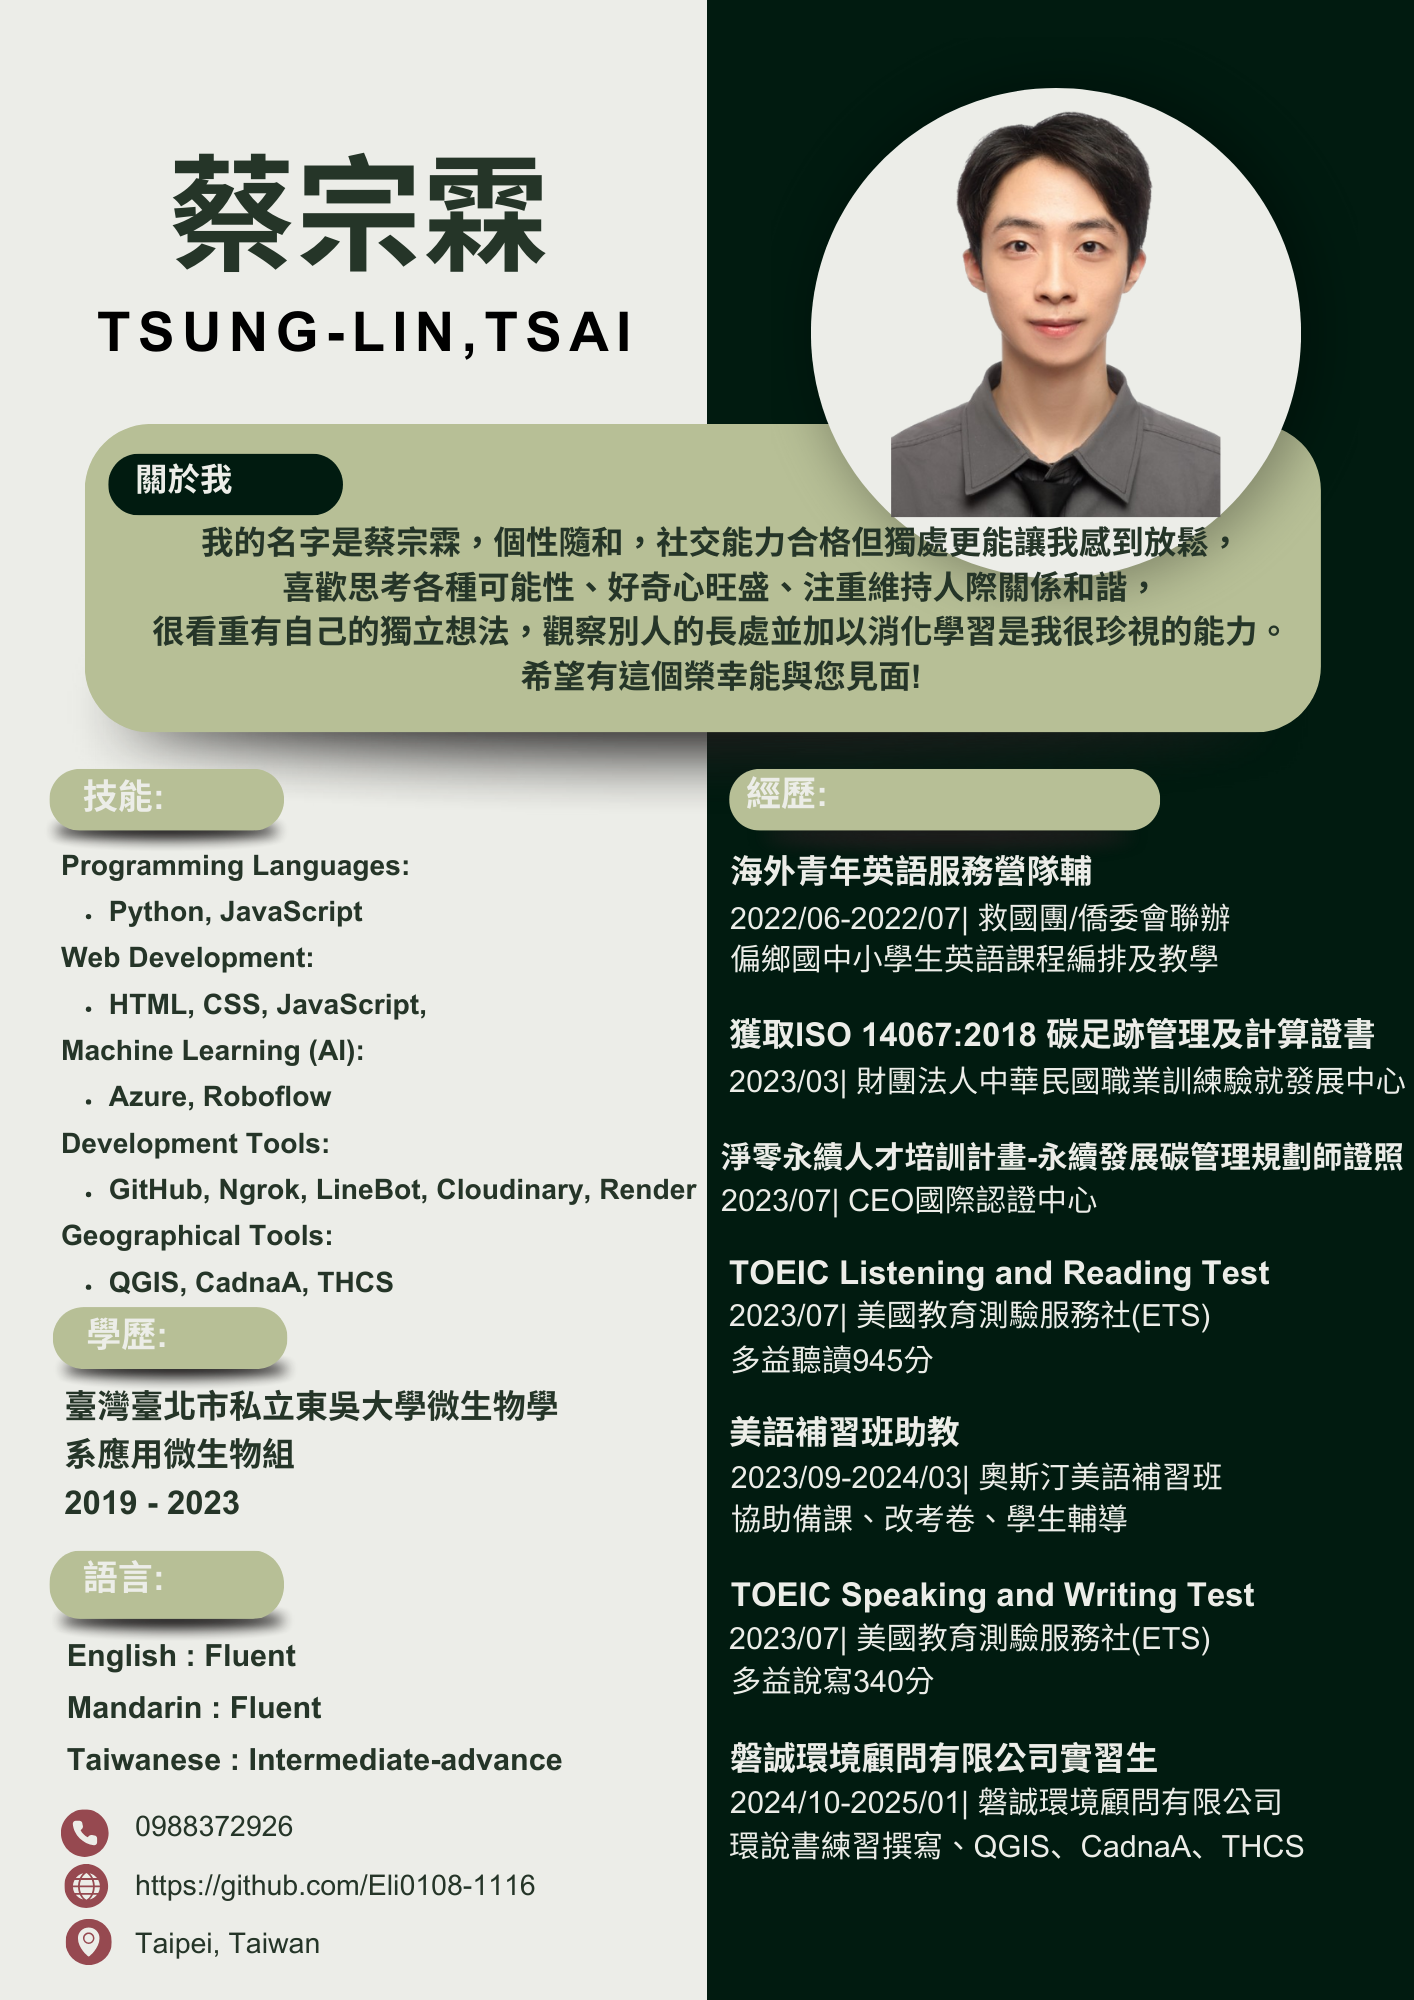 蔡宗霖
TSUNG-LIN,TSAI
關於我
我的名字是蔡宗霖，個性隨和，社交能力合格但獨處更能讓我感到放鬆，
喜歡思考各種可能性、好奇心旺盛、注重維持人際關係和諧，
很看重有自己的獨立想法，觀察別人的長處並加以消化學習是我很珍視的能力。
希望有這個榮幸能與您見面!
技能:
Programming Languages:
• Python, JavaScript
Web Development:
• HTML, CSS, JavaScript,
Machine Learning (AI):
• Azure, Roboflow
Development Tools:
• GitHub, Ngrok, LineBot, Cloudinary, Render
Geographical Tools:
• QGIS, CadnaA, THCS
學歷:
臺灣臺北市私立東吳大學微生物學
系應用微生物組
2019 - 2023
語言:
English : Fluent
Mandarin : Fluent
Taiwanese : Intermediate-advance
0988372926
https://github.com/Eli0108-1116
Taipei, Taiwan
經歷:
海外青年英語服務營隊輔
2022/06-2022/07| 救國團/僑委會聯辦
偏鄉國中小學生英語課程編排及教學
獲取ISO 14067:2018 碳足跡管理及計算證書
2023/03| 財團法人中華民國職業訓練驗就發展中心
淨零永續人才培訓計畫-永續發展碳管理規劃師證照
2023/07| CEO國際認證中心
TOEIC Listening and Reading Test
2023/07| 美國教育測驗服務社(ETS)
多益聽讀945分
美語補習班助教
2023/09-2024/03| 奧斯汀美語補習班
協助備課、改考卷、學生輔導
TOEIC Speaking and Writing Test
2023/07| 美國教育測驗服務社(ETS)
多益說寫340分
磐誠環境顧問有限公司實習生
2024/10-2025/01| 磐誠環境顧問有限公司
環說書練習撰寫、QGIS、CadnaA、THCS